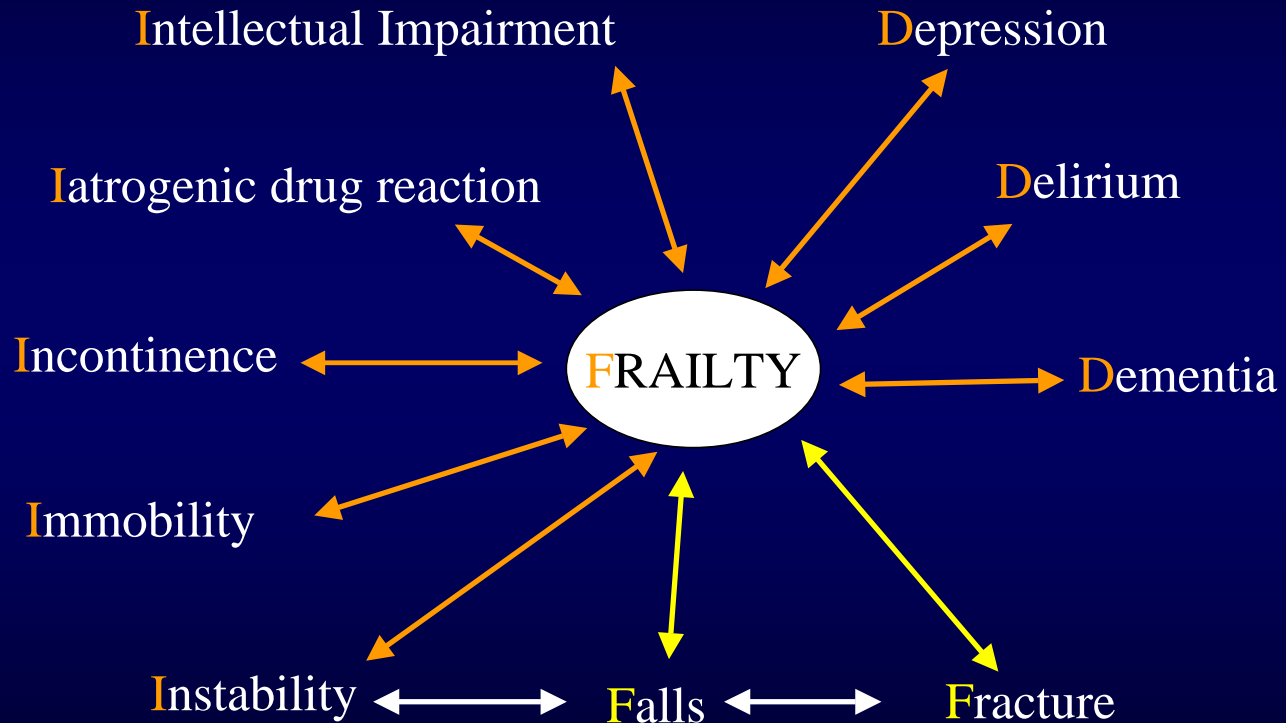 Intellectual Impairment
Depression
Iatrogenic drug reaction
Delirium
Incontinence
FRAILTY
Dementia
Immobility
Instability
Falls
Fracture